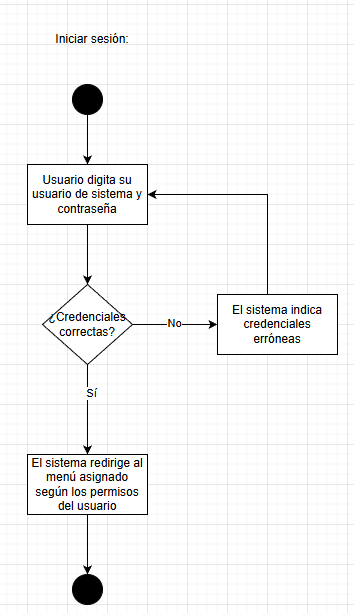 Iniciar sesión:
Usuario digita su
usuario de sistema y
contraseña
¿Credenciales
correctas?
No
El sistema indica
credenciales
erróneas
Sí
El sistema redirige al
menú asignado
según los permisos
del usuario